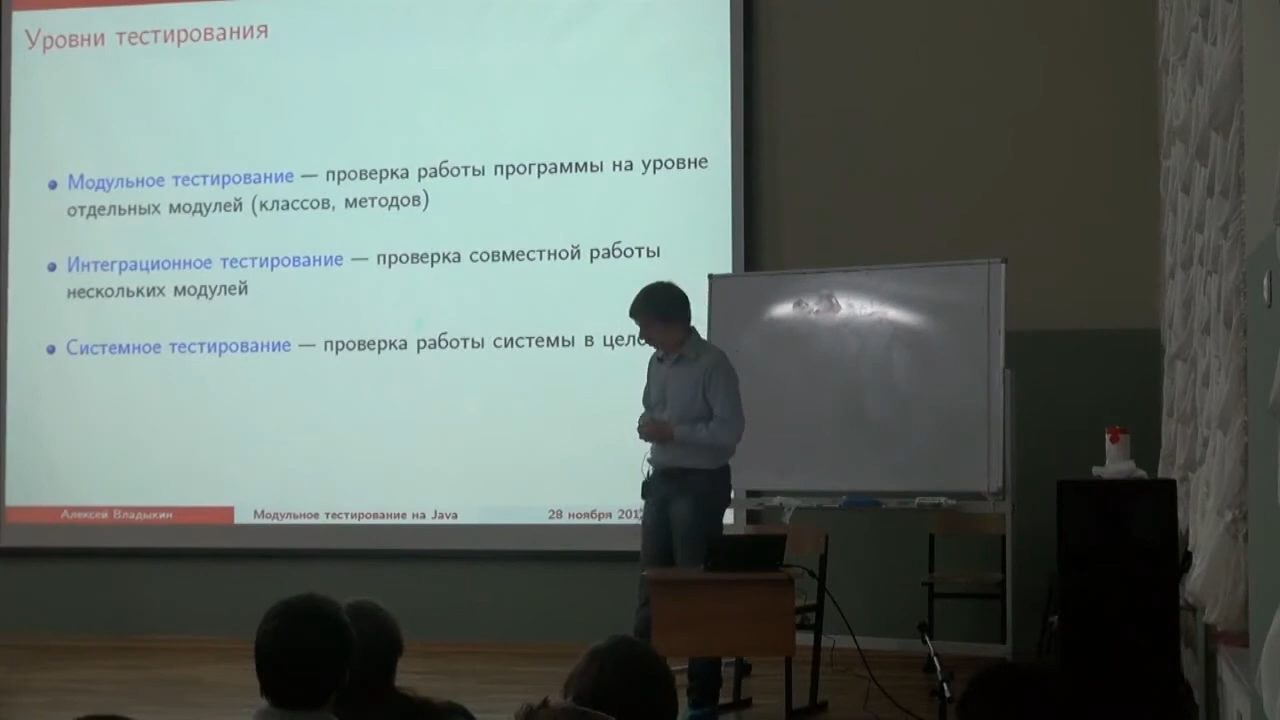 Уровни тестирования
Модульное тестирование — проверка работы программы на уровне
отдельных модулей (классов, методов)
Интеграционное тестирование — проверка совместной работы
нескольких модулей
Системное тестирование — проверка работы системы в
Алексей Владыкин
Модульное тестирование на Java
28 ноября